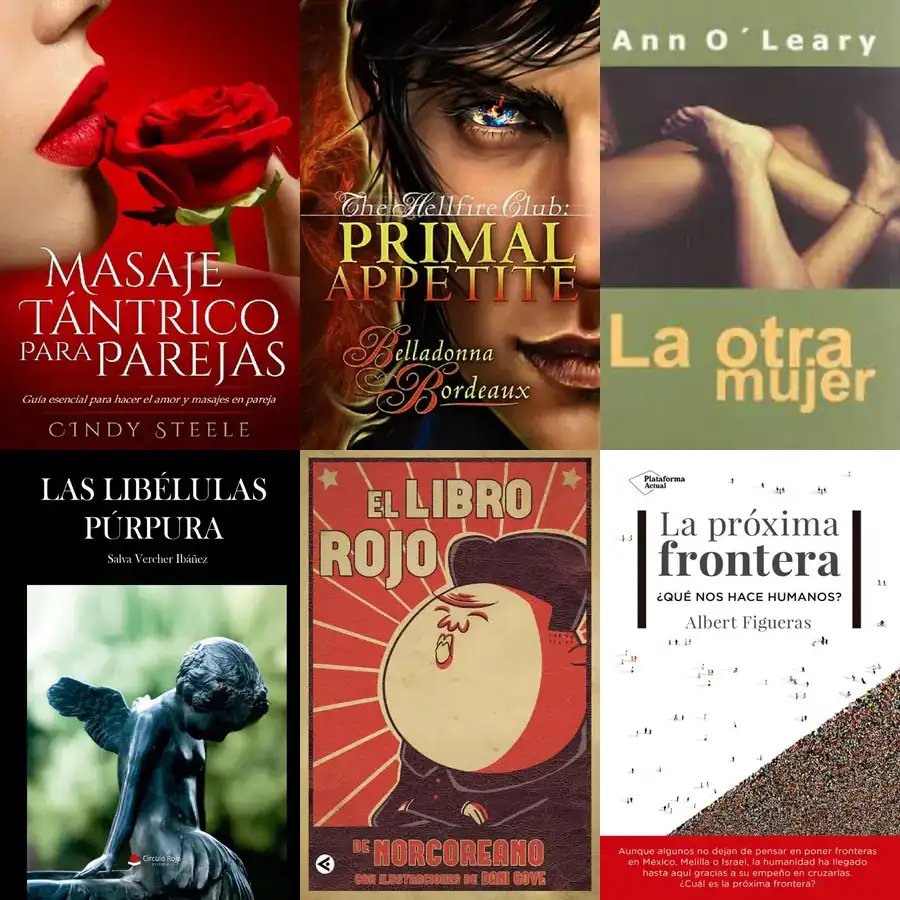 MASAJE
TÁNTRICO
PARA PAREJAS
Guía esencial para hacer el amor y masajes en pareja
CINDY STEELE
The Hellfire Club:
PRIMAL
APPETITE
Belladonna
Bordeaux
Ann O´Leary
La otra
mujer
LAS LIBÉLULAS
PÚRPURA
Salva Vercher Ibáñez
Círculo Rojo
EL LIBRO
ROJO
DE NORCOREANO
CON ILUSTRACIONES DE DANI COVE
Plataforma
Actual
La próxima
frontera
¿QUÉ NOS HACE HUMANOS?
Albert Figueras
Aunque algunos no dejan de pensar en poner fronteras
en México, Melilla o Israel, la humanidad ha llegado
hasta aquí gracias a su empeño en cruzarlas.
¿Cuál es la próxima frontera?